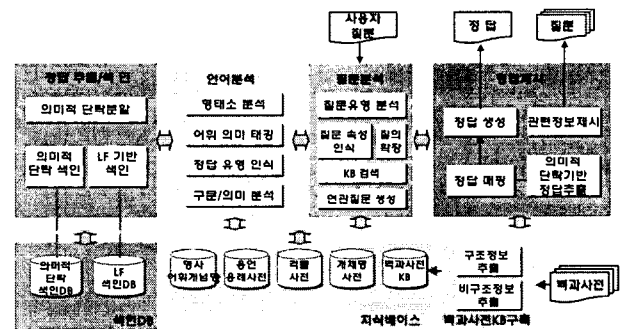 사용자
질문
정답
질문
정답 추출/색인
의미적 단락분할
의미적
단락 색인
LF 기반
색인
언어분석
형태소 분석
어휘 의미 태깅
정답 유형 인식
구문/의미 분석
질문분석
질문유형 분석
질문 속성
인식
질의
확장
KB 검색
연관질문 생성
정답제시
정답 생성
관련정보제시
정답 매핑
의미적
단락기반
정답추출
의미적
단락
색인DB
LF
색인DB
색인DB
명사
용언
용례사전
사전
개체명
사전
백과사전
KB
지식베이스
구조정보
추출
비구조정보
추출
백과사전KB구축
백과사전